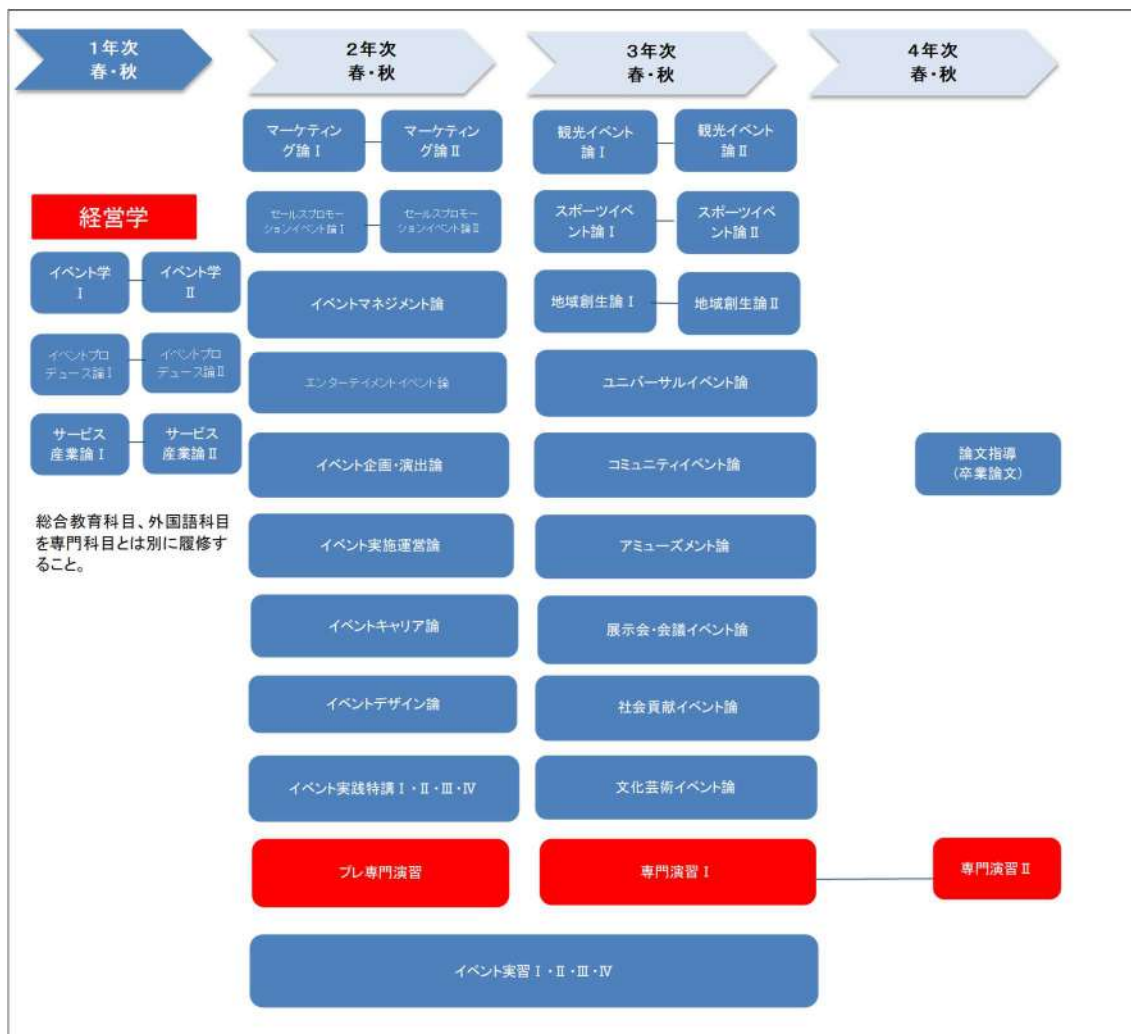 1年次
春・秋
2年次
春・秋
3年次
春・秋
4年次
春・秋
経営学
イベント学
Ⅰ
イベント学
Ⅱ
イベントプロ
デュース論Ⅰ
イベントプロ
デュース論Ⅱ
サービス
産業論Ⅰ
サービス
産業論Ⅱ
総合教育科目、外国語科目
を専門科目とは別に履修す
ること。
マーケティン
グ論Ⅰ
マーケティン
グ論Ⅱ
セールスプロモー
ションイベント論Ⅰ
セールスプロモー
ションイベント論Ⅱ
イベントマネジメント論
エンターテイメントイベント論
イベント企画・演出論
イベント実施運営論
イベントキャリア論
イベントデザイン論
イベント実践特講Ⅰ・Ⅱ・Ⅲ・Ⅳ
プレ専門演習
観光イベント
論Ⅰ
観光イベント
論Ⅱ
スポーツイベ
ント論Ⅰ
スポーツイベ
ント論Ⅱ
地域創生論Ⅰ
地域創生論Ⅱ
ユニバーサルイベント論
コミュニティイベント論
アミューズメント論
展示会・会議イベント論
社会貢献イベント論
文化芸術イベント論
専門演習Ⅰ
イベント実習Ⅰ・Ⅱ・Ⅲ・Ⅳ
論文指導
(卒業論文)
専門演習Ⅱ